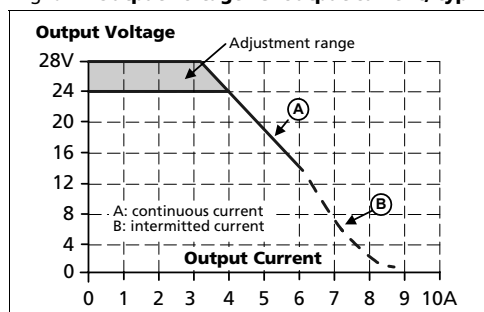 Output Voltage
28V
Adjustment range
24
20
A
16
12
B
8
A: continuous current
B: intermitted current
4
Output Current
0
0 1 2 3 4 5 6 7 8 9 10A